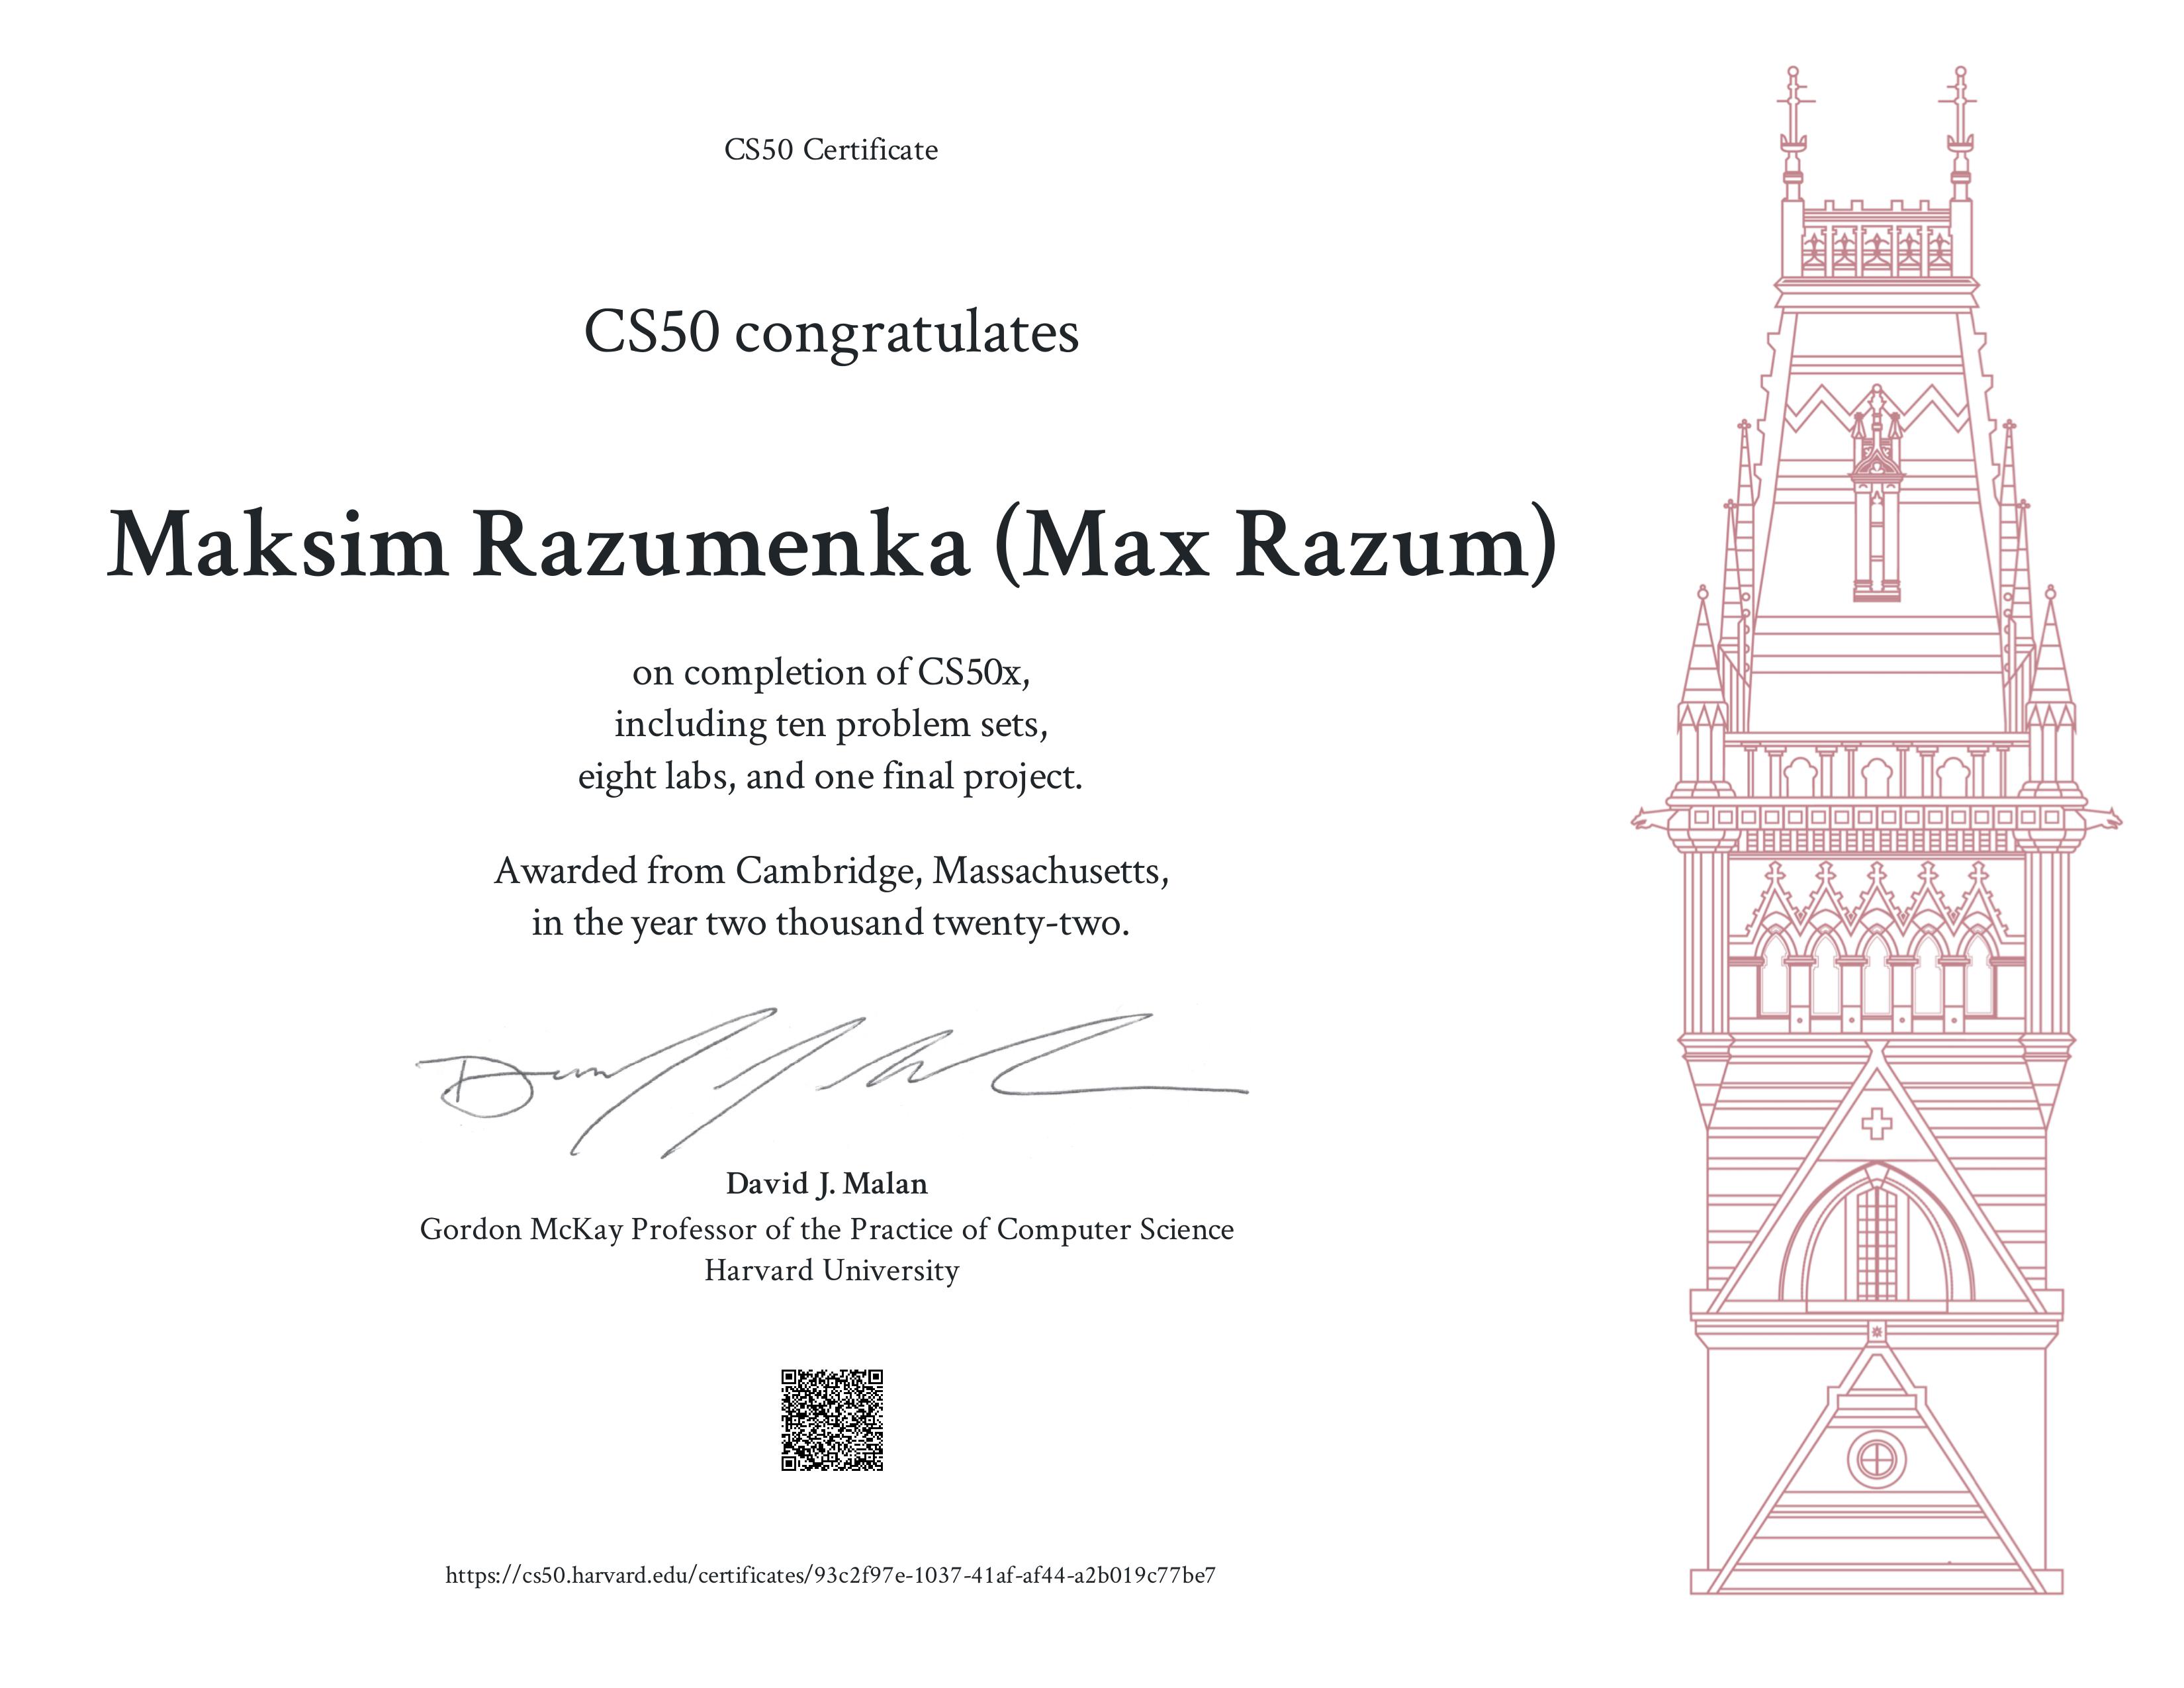 CS50 Certificate
CS50 congratulates
Maksim Razumenka (Max Razum)
on completion of CS50x,
including ten problem sets,
eight labs, and one final project.
Awarded from Cambridge, Massachusetts,
in the year two thousand twenty-two.
David J. Malan
Gordon McKay Professor of the Practice of Computer Science
Harvard University
https://cs50.harvard.edu/certificates/93c2f97e-1037-41af-af44-a2b019c77be7